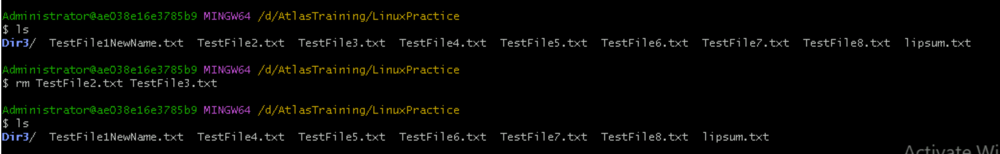 Administrator@ae038e16e3785b9 MINGW64 /d/AtlasTraining/LinuxPractice
$ ls
Dir3/  TestFile1NewName.txt  TestFile2.txt  TestFile3.txt  TestFile4.txt  TestFile5.txt  TestFile6.txt  TestFile7.txt  TestFile8.txt  lipsum.txt
Administrator@ae038e16e3785b9 MINGW64 /d/AtlasTraining/LinuxPractice
$ rm TestFile2.txt TestFile3.txt
Administrator@ae038e16e3785b9 MINGW64 /d/AtlasTraining/LinuxPractice
$ ls
Dir3/  TestFile1NewName.txt  TestFile4.txt  TestFile5.txt  TestFile6.txt  TestFile7.txt  TestFile8.txt  lipsum.txt
Activate Wi